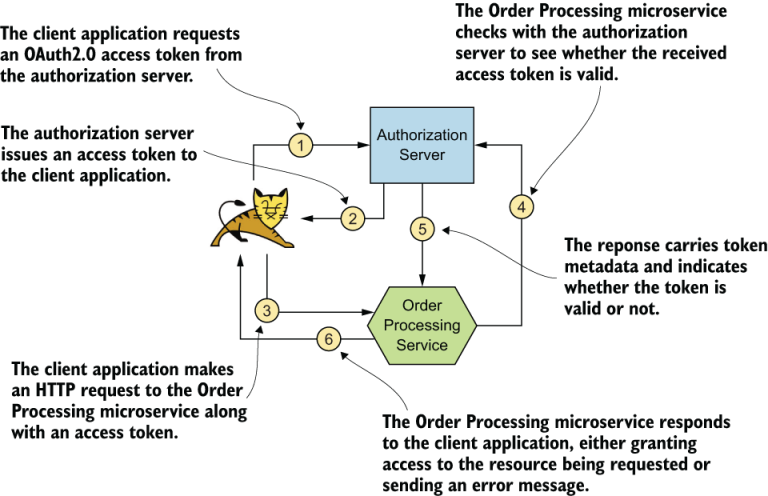 The client application requests
an OAuth2.0 access token from
the authorization server.
The Order Processing microservice
checks with the authorization
server to see whether the received
access token is valid.
The authorization server
issues an access token to
the client application.
1
Authorization
Server
2
4
5
The reponse carries token
metadata and indicates
whether the token is
valid or not.
3
Order
Processing
Service
6
The client application makes
an HTTP request to the Order
Processing microservice along
with an access token.
The Order Processing microservice responds
to the client application, either granting
access to the resource being requested or
sending an error message.